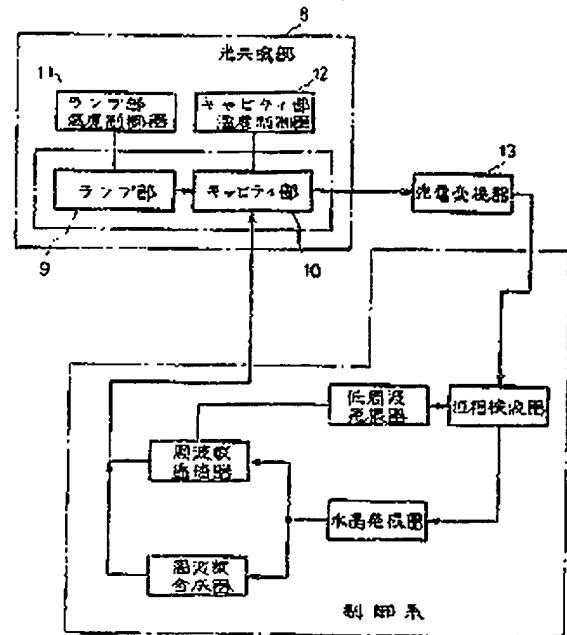 8
光共鳴部
11
12
ランプ部
温度制御器
キャビティ部
温度制御器
13
ランプ部
キャビティ部
光電変換器
9
10
低周波
発振器
位相検波器
周波数
逓倍器
水晶発振器
周波数
合成器
制御系